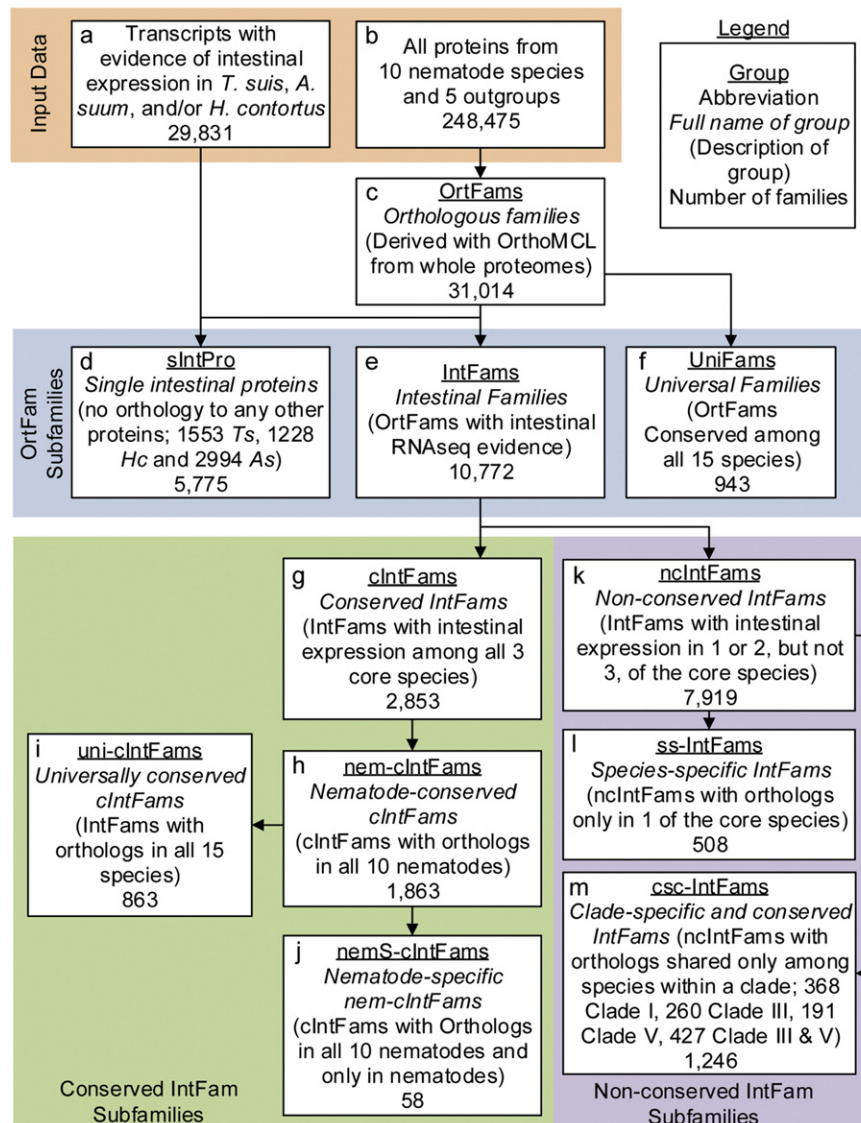 Input Data
a
Transcripts with
evidence of intestinal
expression in T. suis, A.
suum, and/or H. contortus
29,831
b
All proteins from
10 nematode species
and 5 outgroups
248,475
Legend
Group
Abbreviation
Full name of group
(Description of
group)
Number of families
c
OrtFams
Orthologous families
(Derived with OrthoMCL
from whole proteomes)
31,014
OrtFam
Subfamilies
d
sIntPro
Single intestinal proteins
(no orthology to any other
proteins; 1553 Ts, 1228
Hc and 2994 As)
5,775
e
IntFams
Intestinal Families
(OrtFams with intestinal
RNAseq evidence)
10,772
f
UniFams
Universal Families
(OrtFams
Conserved among
all 15 species)
943
g
cIntFams
Conserved IntFams
(IntFams with intestinal
expression among all 3
core species)
2,853
k
ncIntFams
Non-conserved IntFams
(IntFams with intestinal
expression in 1 or 2, but not
3, of the core species)
7,919
i
uni-cIntFams
Universally conserved
cIntFams
(IntFams with
orthologs in all 15
species)
863
h
nem-cIntFams
Nematode-conserved
cIntFams
(cIntFams with orthologs
in all 10 nematodes)
1,863
l
ss-IntFams
Species-specific IntFams
(ncIntFams with orthologs
only in 1 of the core species)
508
j
nemS-cIntFams
Nematode-specific
nem-cIntFams
(cIntFams with Orthologs
in all 10 nematodes and
only in nematodes)
58
m
csc-IntFams
Clade-specific and conserved
IntFams (ncIntFams with
orthologs shared only among
species within a clade; 368
Clade I, 260 Clade III, 191
Clade V, 427 Clade III & V)
1,246
Conserved IntFam
Subfamilies
Non-conserved IntFam
Subfamilies